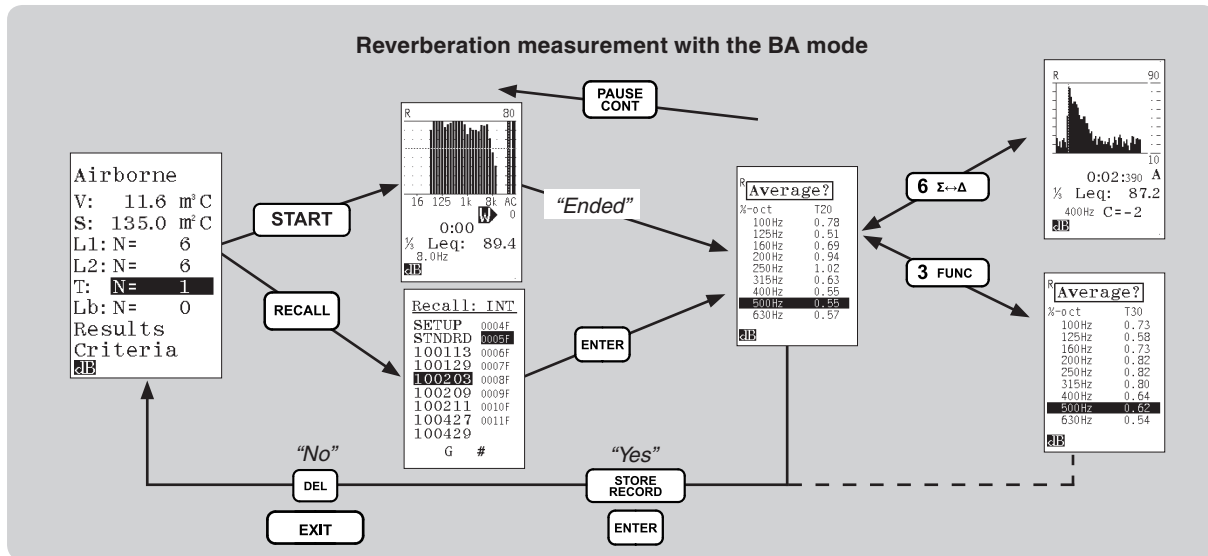 Reverberation measurement with the BA mode
Airborne
V: 11.6 m³ C
S: 135.0 m² C
L1: N= 6
L2: N= 6
T: N= 1
Lb: N= 0
Results
Criteria
dB
START
RECALL
R 80
16 125 1k 8k AC
W 0
0:00
⅓ Leq: 89.4
8.0Hz
dB
Recall: INT
SETUP 0004F
STNDRD 0005F
100113 0006F
100129 0007F
100203 0008F
100209 0009F
100211 0010F
100427 0011F
100429
G #
PAUSE
CONT
"Ended"
ENTER
R Average?
⅓-oct T20
100Hz 0.78
125Hz 0.51
160Hz 0.69
200Hz 0.94
250Hz 1.02
315Hz 0.63
400Hz 0.55
500Hz 0.55
630Hz 0.57
dB
6 Σ↔Δ
3 FUNC
R 90
10
0:02:390 A
⅓ Leq: 87.2
400Hz C=-2
dB
R Average?
⅓-oct T30
100Hz 0.73
125Hz 0.58
160Hz 0.73
200Hz 0.82
250Hz 0.82
315Hz 0.80
400Hz 0.64
500Hz 0.62
630Hz 0.54
dB
"No"
DEL
EXIT
"Yes"
STORE
RECORD
ENTER